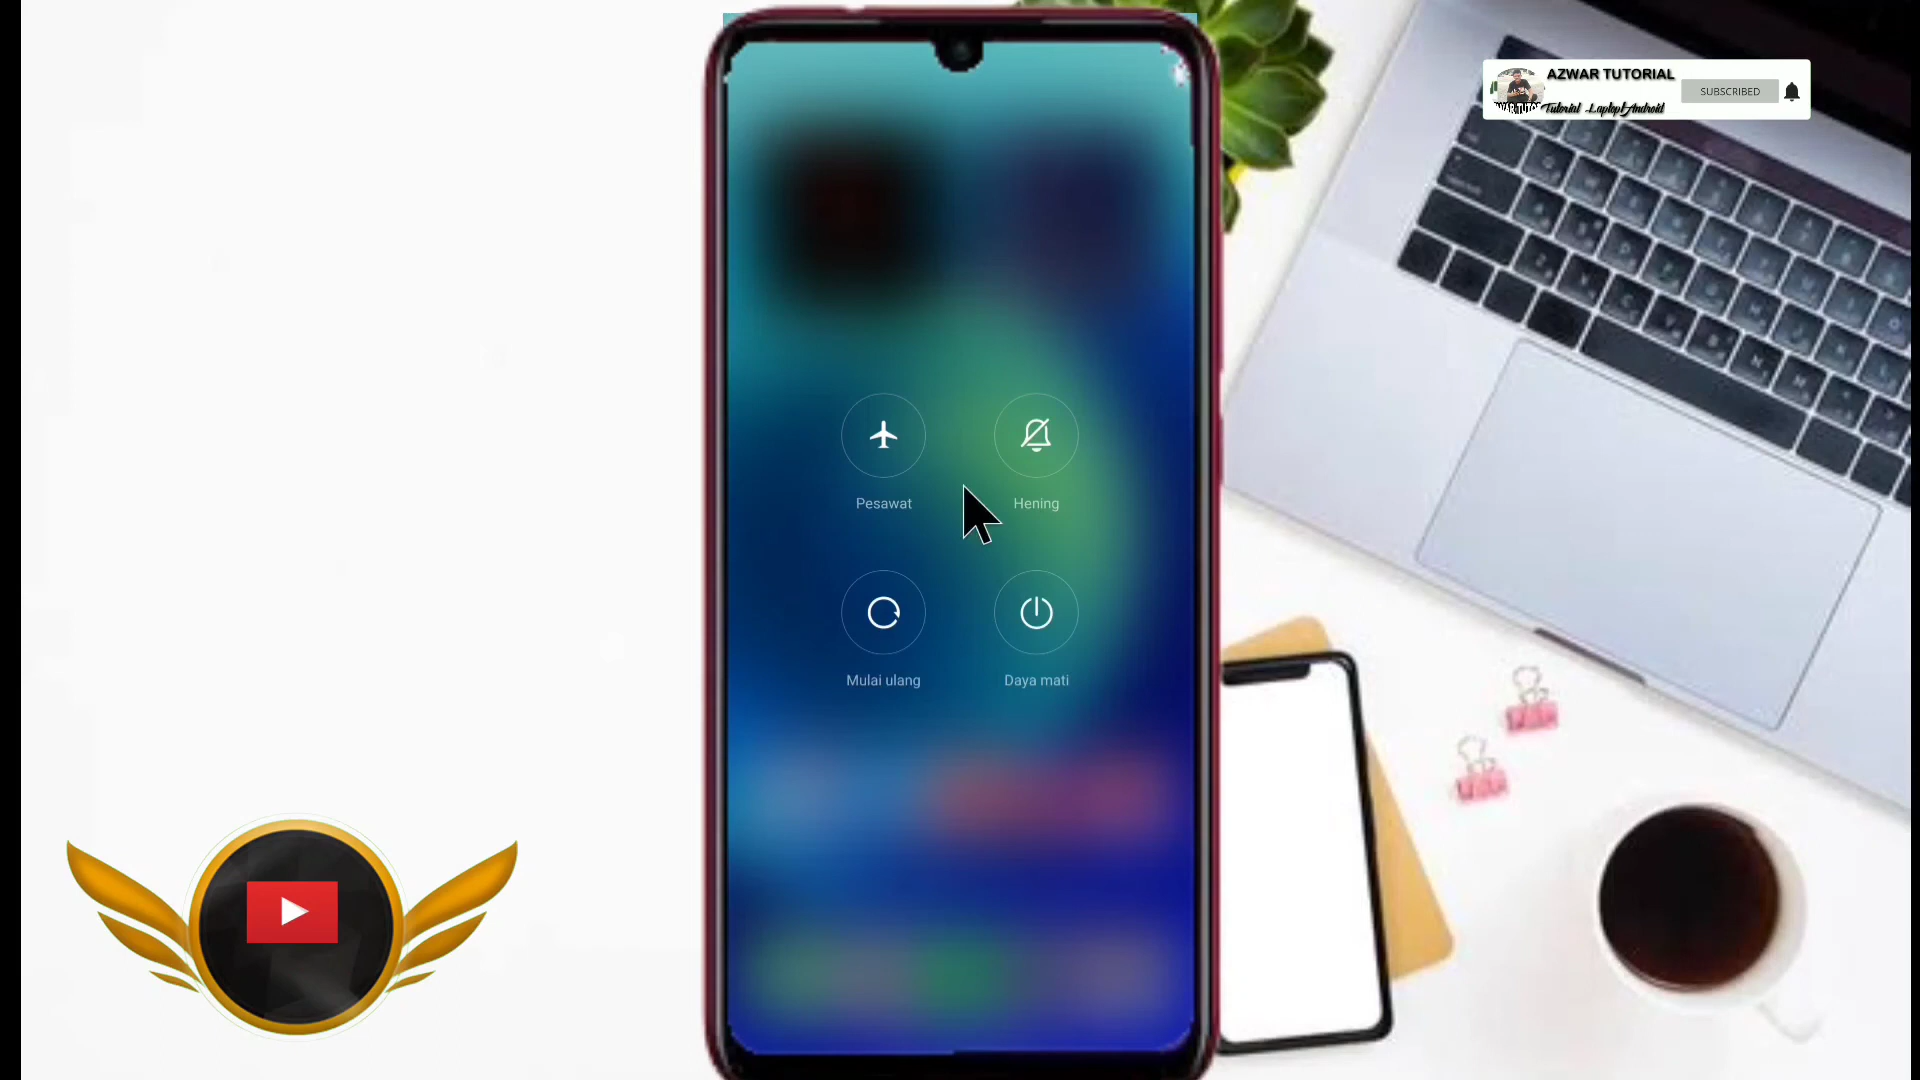 AZWAR TUTORIAL
SUBSCRIBED
Tutorial Laptop/Android
Pesawat
Hening
Mulai ulang
Daya mati